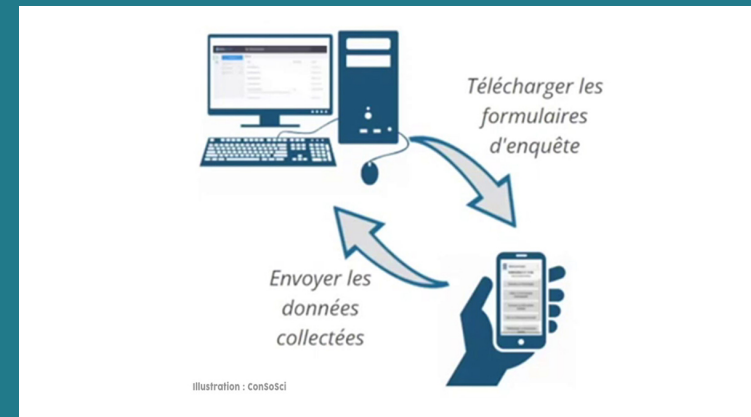 Télécharger les
formulaires
d'enquête
Envoyer les
données
collectées
Illustration : ConSoSci